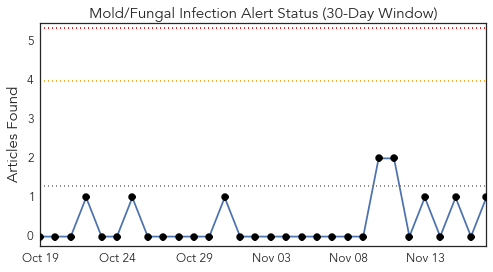 Mold/Fungal Infection Alert Status (30-Day Window)
Articles Found
5
4
3
2
1
0
Oct 19 Oct 24 Oct 29 Nov 03 Nov 08 Nov 13